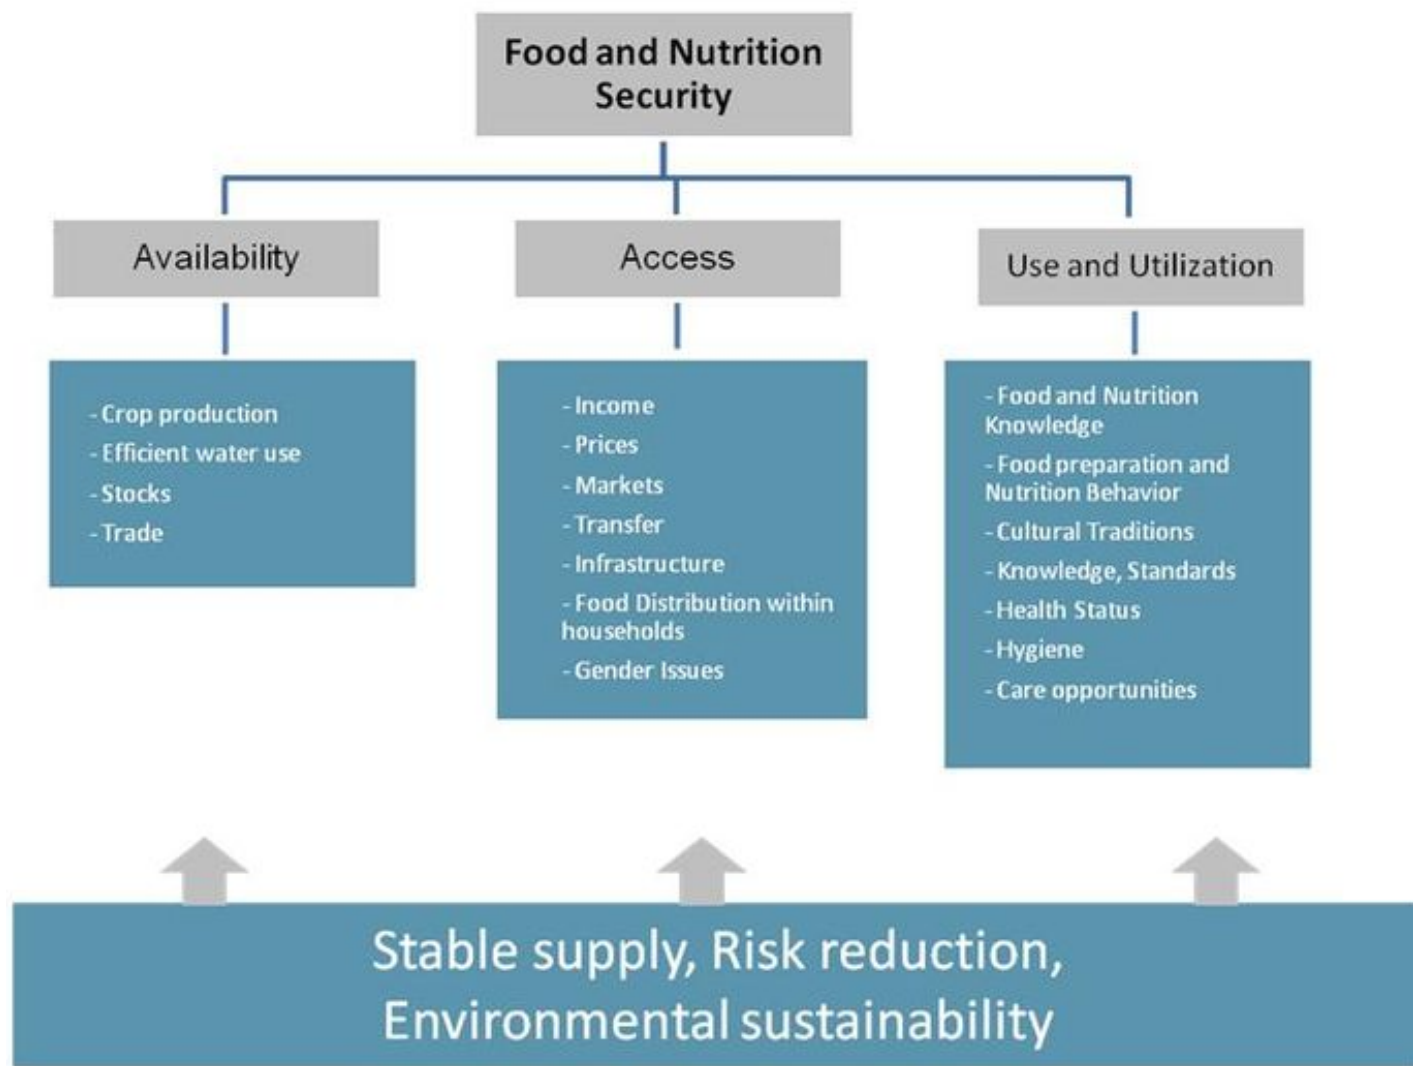 Food and Nutrition
Security
Availability
Access
Use and Utilization
- Crop production
- Efficient water use
- Stocks
- Trade
- Income
- Prices
- Markets
- Transfer
- Infrastructure
- Food Distribution within
households
- Gender Issues
- Food and Nutrition
Knowledge
- Food preparation and
Nutrition Behavior
- Cultural Traditions
- Knowledge, Standards
- Health Status
- Hygiene
- Care opportunities
Stable supply, Risk reduction,
Environmental sustainability